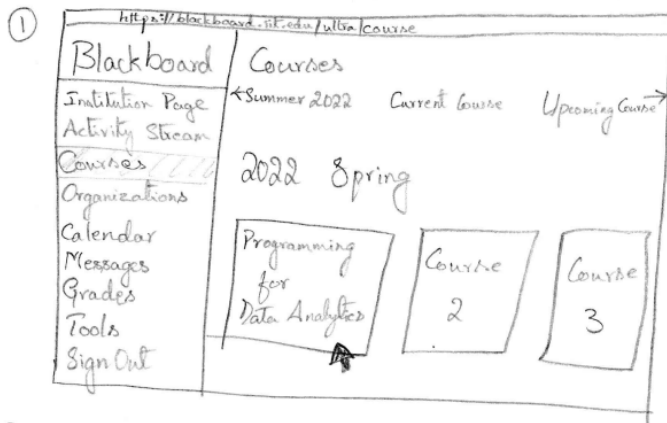 1
https://blackboard.iit.edu/ultra/course
Blackboard
Institution Page
Activity Stream
Courses
Organizations
Calendar
Messages
Grades
Tools
Sign Out
Courses
Summer 2022 Current Course Upcoming Course
2022 Spring
Programming
for
Data Analytics
Course
2
Course
3